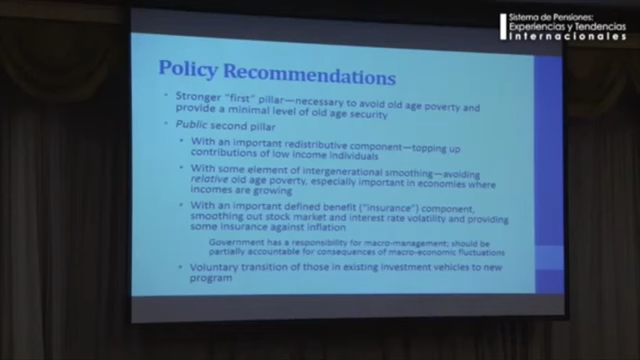 Sistema de Pensiones:
Experiencias y Tendencias
Internacionales
Policy Recommendations
• Stronger “first” pillar—necessary to avoid old age poverty and
provide a minimal level of old age security
• Public second pillar
• With an important redistributive component—topping up
contributions of low income individuals
• With some element of intergenerational smoothing—avoiding
relative old age poverty, especially important in economies where
incomes are growing
• With an important defined benefit (“insurance”) component,
smoothing out stock market and interest rate volatility and providing
some insurance against inflation
Government has a responsibility for macro-management; should be
partially accountable for consequences of macro-economic fluctuations
• Voluntary transition of those in existing investment vehicles to new
program